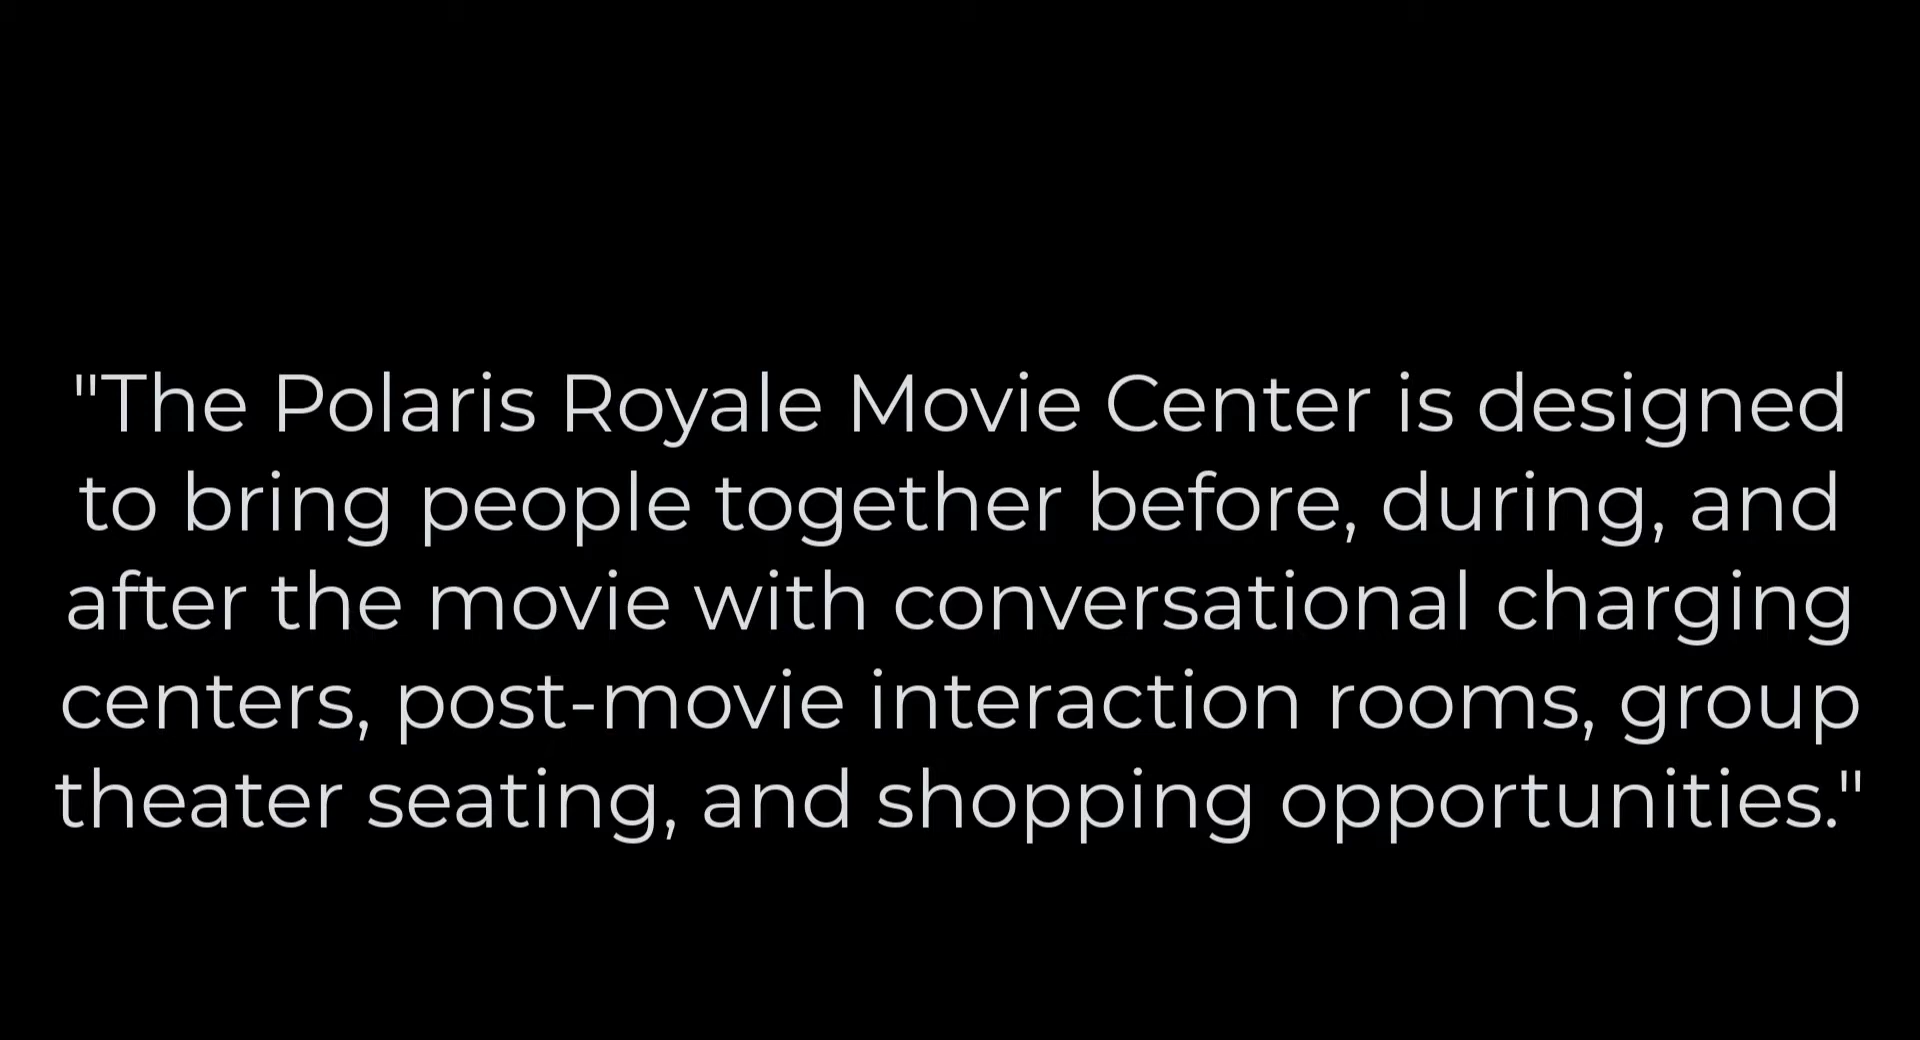 "The Polaris Royale Movie Center is designed
to bring people together before, during, and
after the movie with conversational charging
centers, post-movie interaction rooms, group
theater seating, and shopping opportunities."